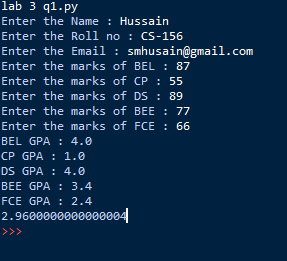 lab 3 q1.py
Enter the Name : Hussain
Enter the Roll no : CS-156
Enter the Email : smhusain@gmail.com
Enter the marks of BEL : 87
Enter the marks of CP : 55
Enter the marks of DS : 89
Enter the marks of BEE : 77
Enter the marks of FCE : 66
BEL GPA : 4.0
CP GPA : 1.0
DS GPA : 4.0
BEE GPA : 3.4
FCE GPA : 2.4
2.9600000000000004
>>>